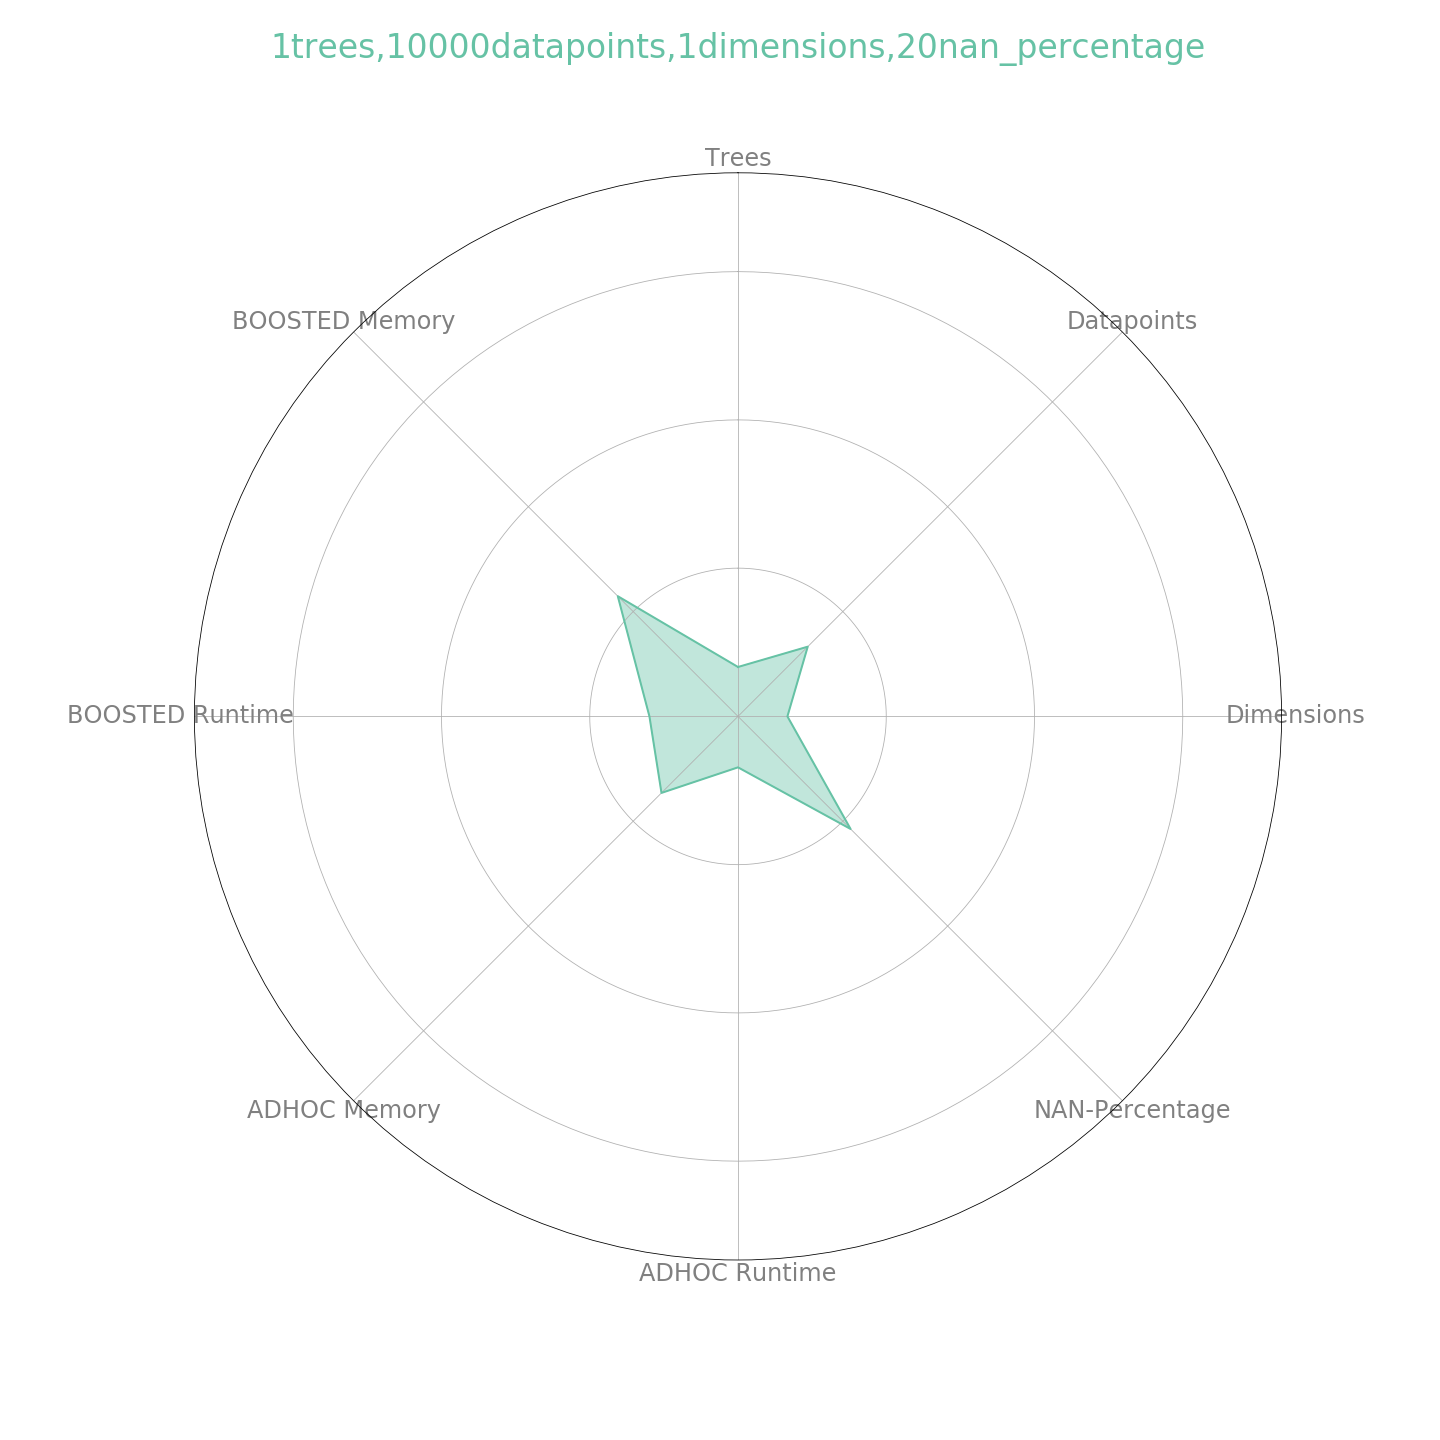 1trees,10000datapoints,1dimensions,20nan_percentage
Trees
BOOSTED Memory
Datapoints
BOOSTED Runtime
Dimensions
ADHOC Memory
NAN-Percentage
ADHOC Runtime